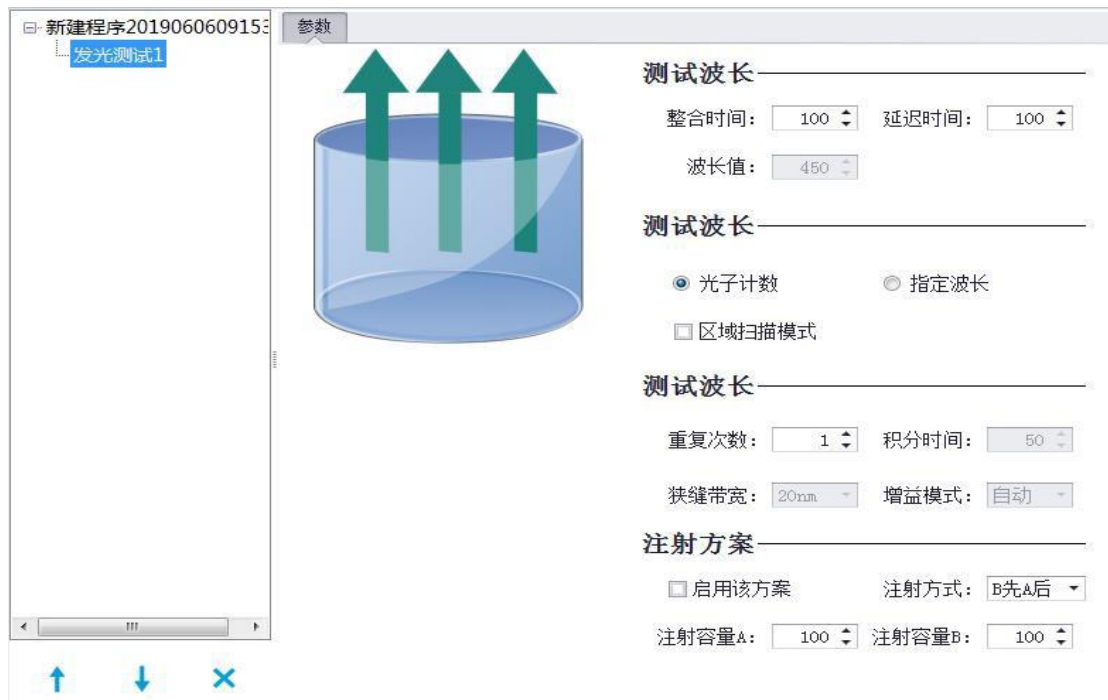 新建程序2019060609153
发光测试1
参数
测试波长
整合时间： 100 延迟时间： 100
波长值： 450
测试波长
光子计数 指定波长
区域扫描模式
测试波长
重复次数： 1 积分时间： 50
狭缝带宽： 20nm 增益模式： 自动
注射方案
启用该方案 注射方式： B先A后
注射容量A： 100 注射容量B： 100